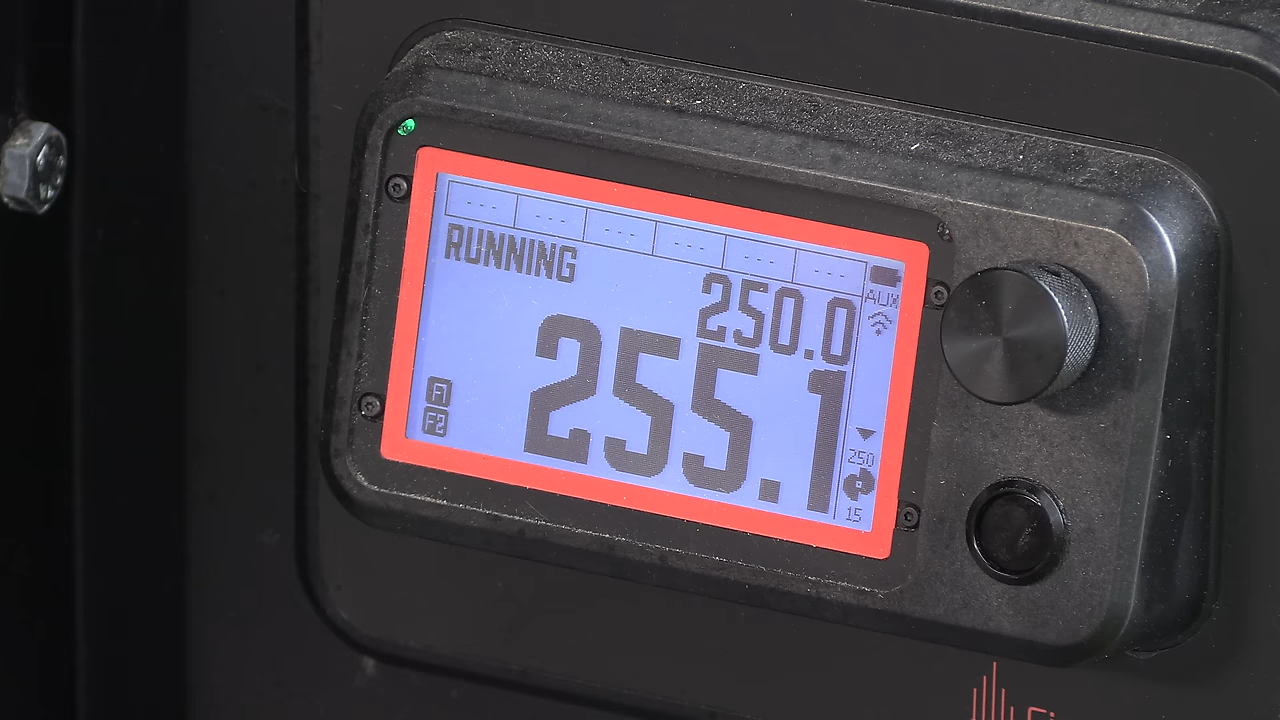 --- --- --- --- --- ---
RUNNING
250.0
AUX
255.1
F1
F2
250
15